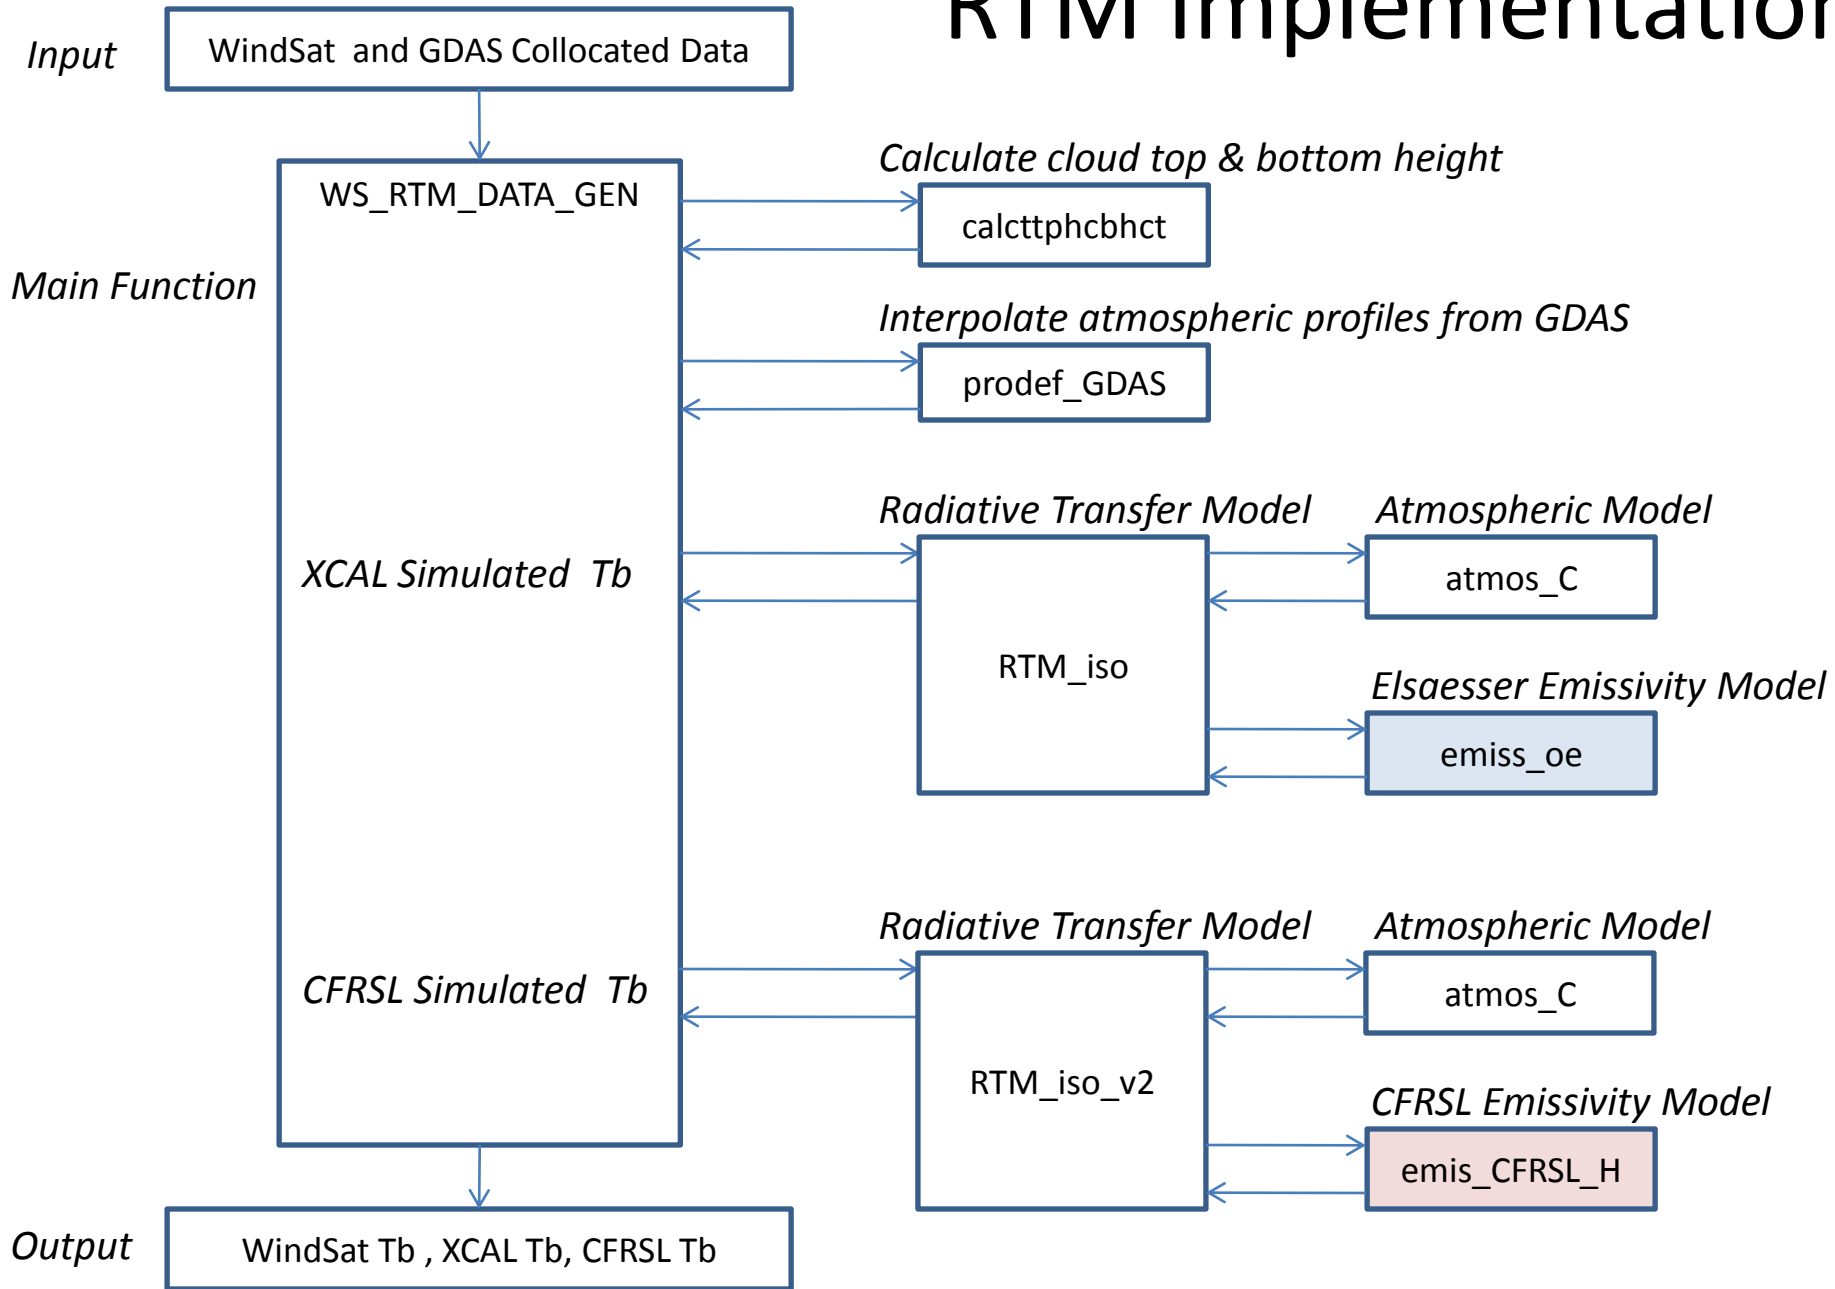 RTM Implementation
Input
WindSat and GDAS Collocated Data
Calculate cloud top & bottom height
WS_RTM_DATA_GEN
calcttphcbhct
Main Function
Interpolate atmospheric profiles from GDAS
prodef_GDAS
Radiative Transfer Model
Atmospheric Model
XCAL Simulated Tb
atmos_C
RTM_iso
Elsaesser Emissivity Model
emiss_oe
Radiative Transfer Model
Atmospheric Model
CFRSL Simulated Tb
atmos_C
RTM_iso_v2
CFRSL Emissivity Model
emis_CFRSL_H
Output
WindSat Tb , XCAL Tb, CFRSL Tb